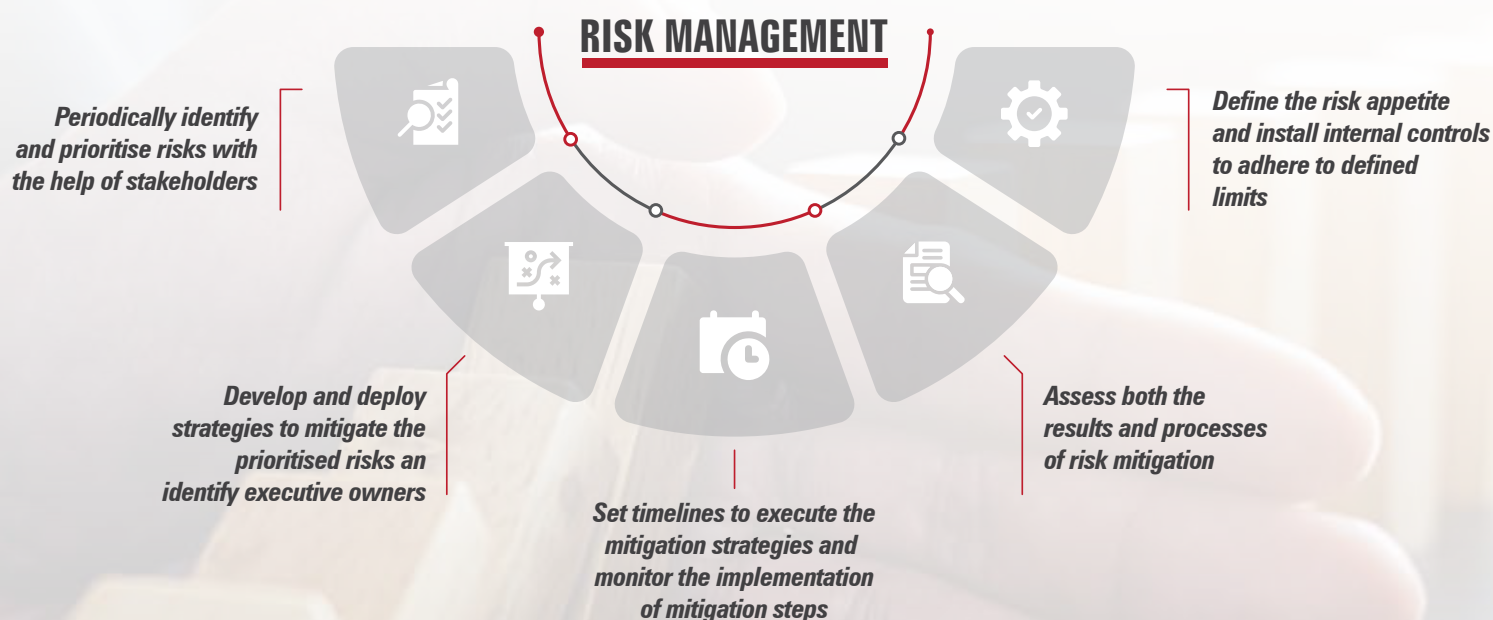 RISK MANAGEMENT
Periodically identify
and prioritise risks with
the help of stakeholders
Develop and deploy
strategies to mitigate the
prioritised risks an
identify executive owners
Set timelines to execute the
mitigation strategies and
monitor the implementation
of mitigation steps
Assess both the
results and processes
of risk mitigation
Define the risk appetite
and install internal controls
to adhere to defined
limits